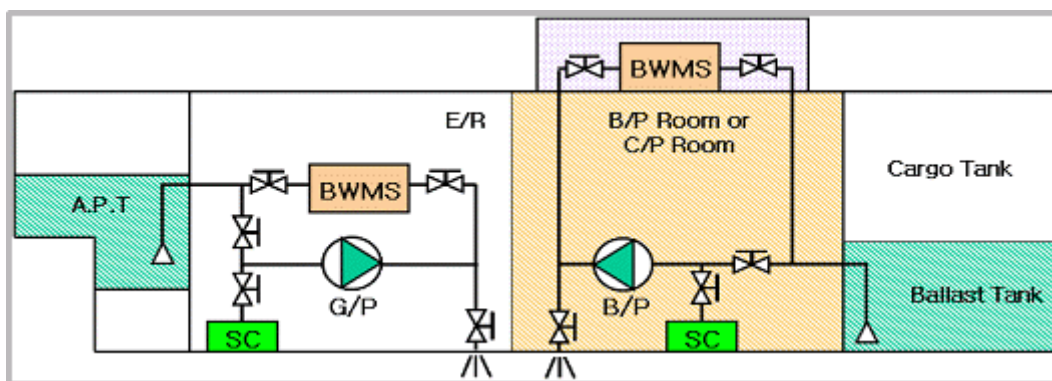 BWMS
E/R
B/P Room or
C/P Room
Cargo Tank
A.P.T
BWMS
G/P
B/P
Ballast Tank
SC
SC